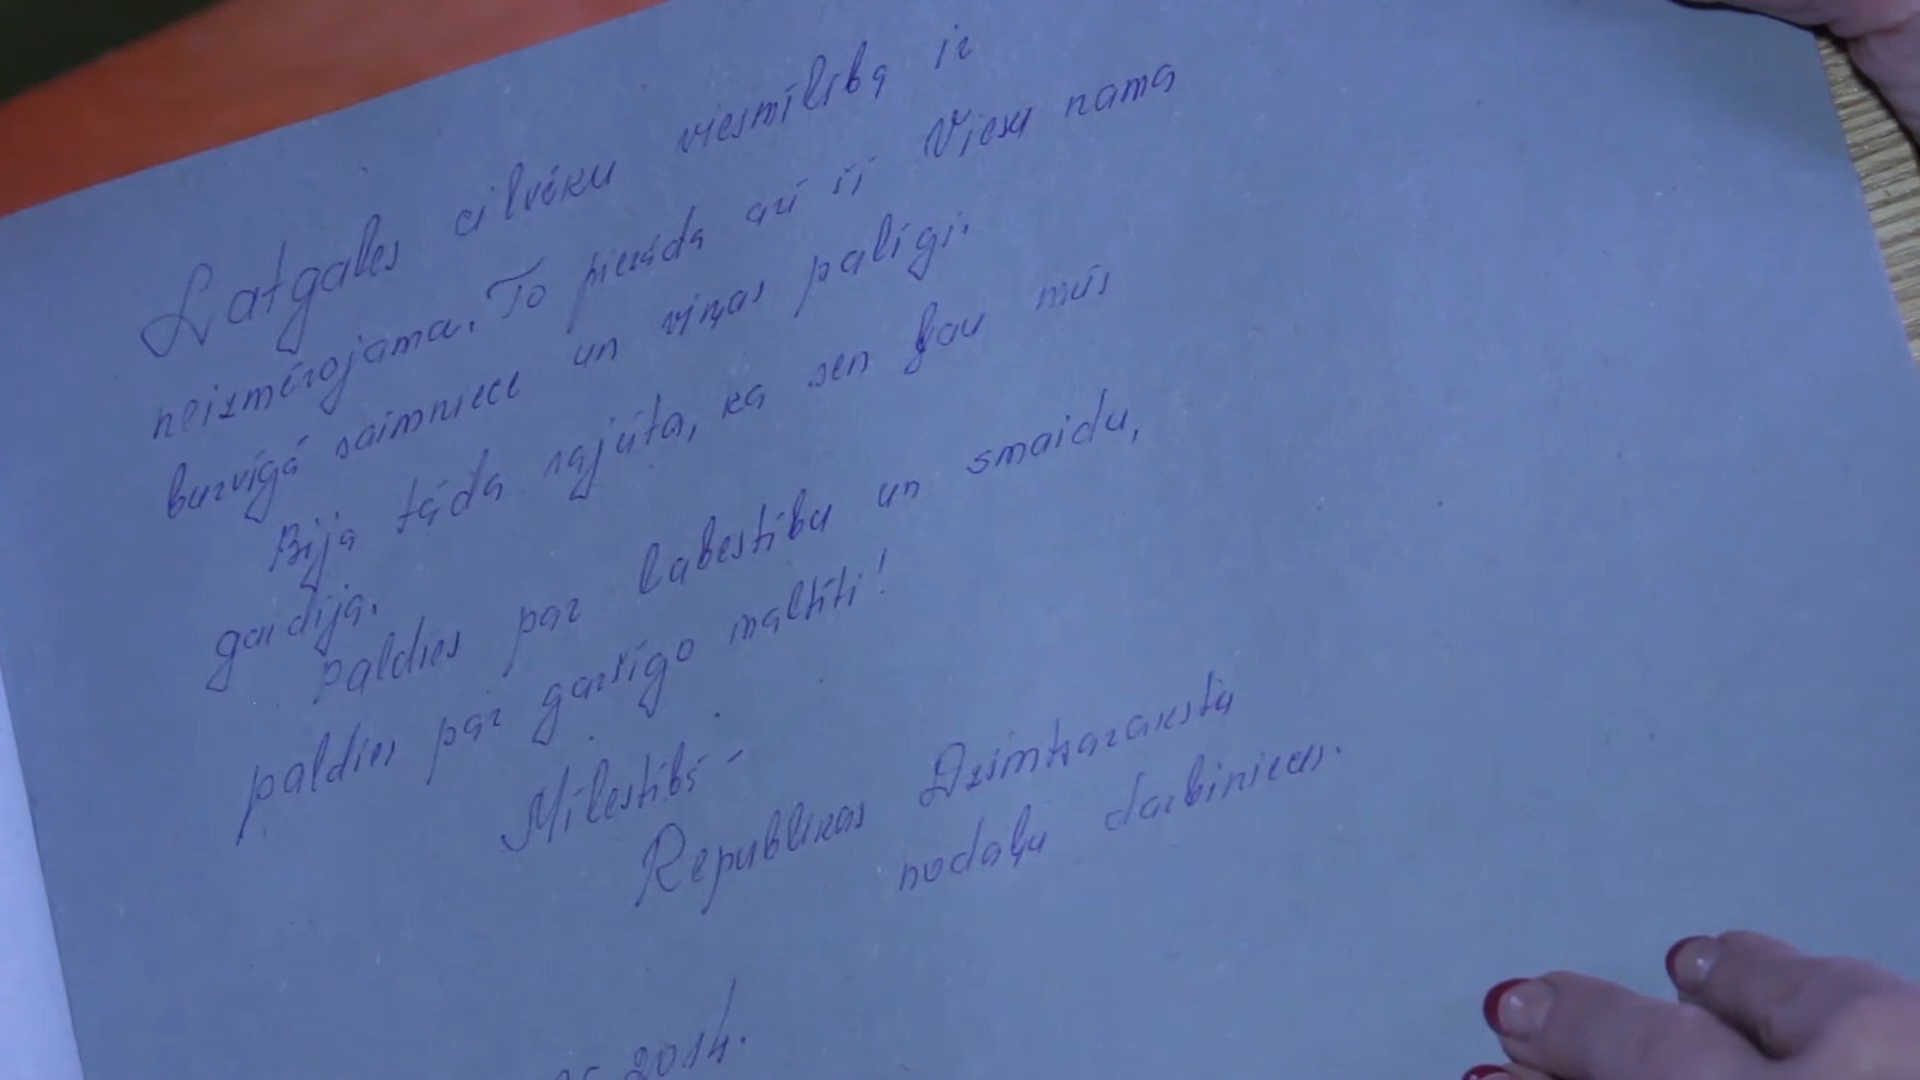 Latgales cilvēku viesmīlība ir
neizmērojama. To pierāda arī šī Viesu nama
burvīgā saimniece un viņas palīgi.
Bija tāda sajūta, ka sen jau mūs
gaidīja.
Paldies par labestību un smaidu,
paldies par garšīgo maltīti!
Mīlestībā -
Republikas Dzimtsarakstu
nodaļu darbinieces.
05.2014.